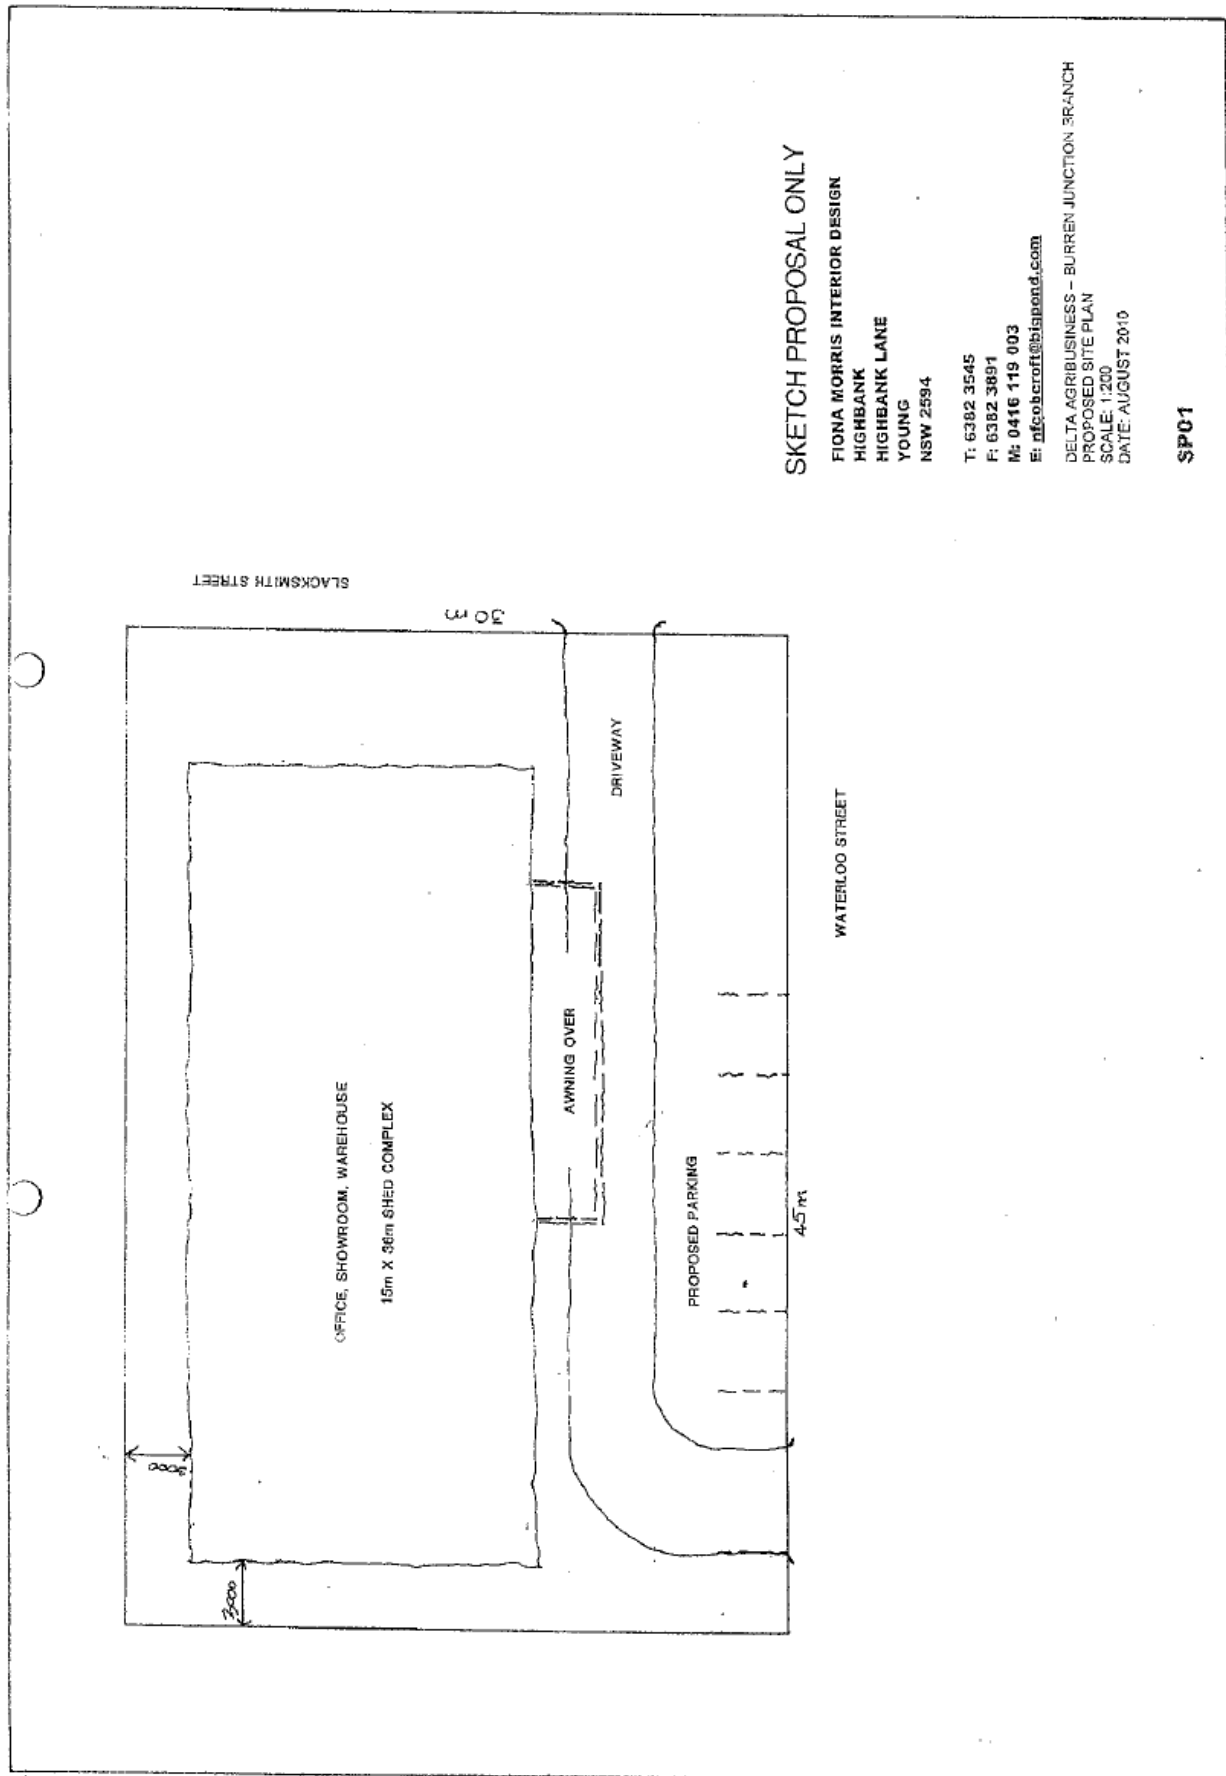 SLACKSMITH STREET
30 m
3000
3000
OFFICE, SHOWROOM, WAREHOUSE
15m X 36m SHED COMPLEX
AWNING OVER
DRIVEWAY
PROPOSED PARKING
45m
WATERLOO STREET
SKETCH PROPOSAL ONLY
FIONA MORRIS INTERIOR DESIGN
HIGHBANK
HIGHBANK LANE
YOUNG
NSW 2594
T: 6382 3545
F: 6382 3891
M: 0416 119 003
E: nfcobcroft@bigpond.com
DELTA AGRIBUSINESS – BURREN JUNCTION BRANCH
PROPOSED SITE PLAN
SCALE: 1:200
DATE: AUGUST 2010
SP01